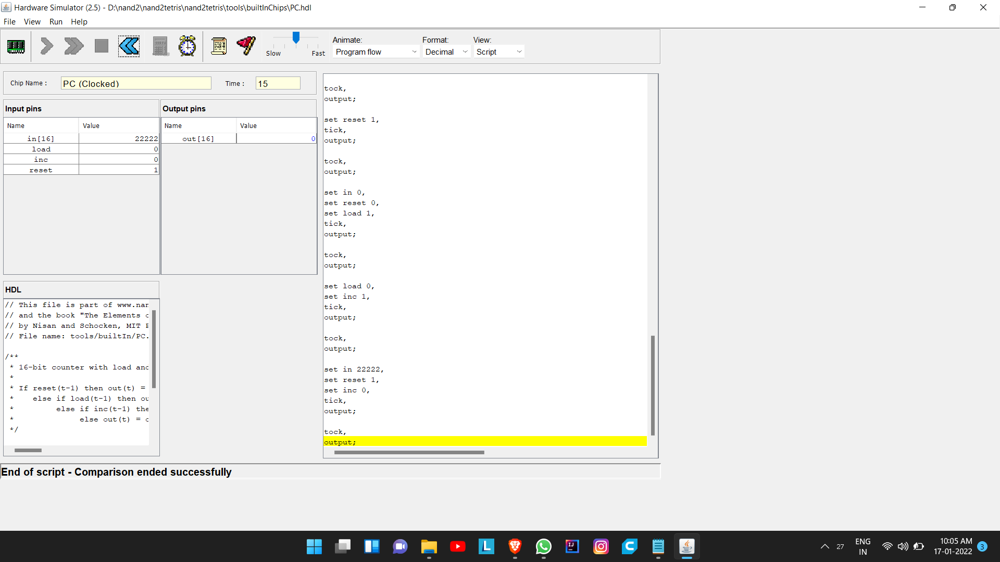 Hardware Simulator (2.5) - D:\nand2\nand2tetris\nand2tetris\tools\builtInChips\PC.hdl
File View Run Help
Slow Fast
Animate:
Program flow
Format:
Decimal
View:
Script
Chip Name :
PC (Clocked)
Time :
15
Input pins
Name Value
in[16] 22222
load 0
inc 0
reset 1
Output pins
Name Value
out[16] 0
HDL
// This file is part of www.nan
// and the book "The Elements o
// by Nisan and Schocken, MIT P
// File name: tools/builtIn/PC.
/**
* 16-bit counter with load and
*
* If reset(t-1) then out(t) =
* else if load(t-1) then ou
* else if inc(t-1) the
* else out(t) = o
*/
tock,
output;
set reset 1,
tick,
output;
tock,
output;
set in 0,
set reset 0,
set load 1,
tick,
output;
tock,
output;
set load 0,
set inc 1,
tick,
output;
tock,
output;
set in 22222,
set reset 1,
set inc 0,
tick,
output;
tock,
output;
End of script - Comparison ended successfully
L
IJ
27
ENG
IN
10:05 AM
17-01-2022
3